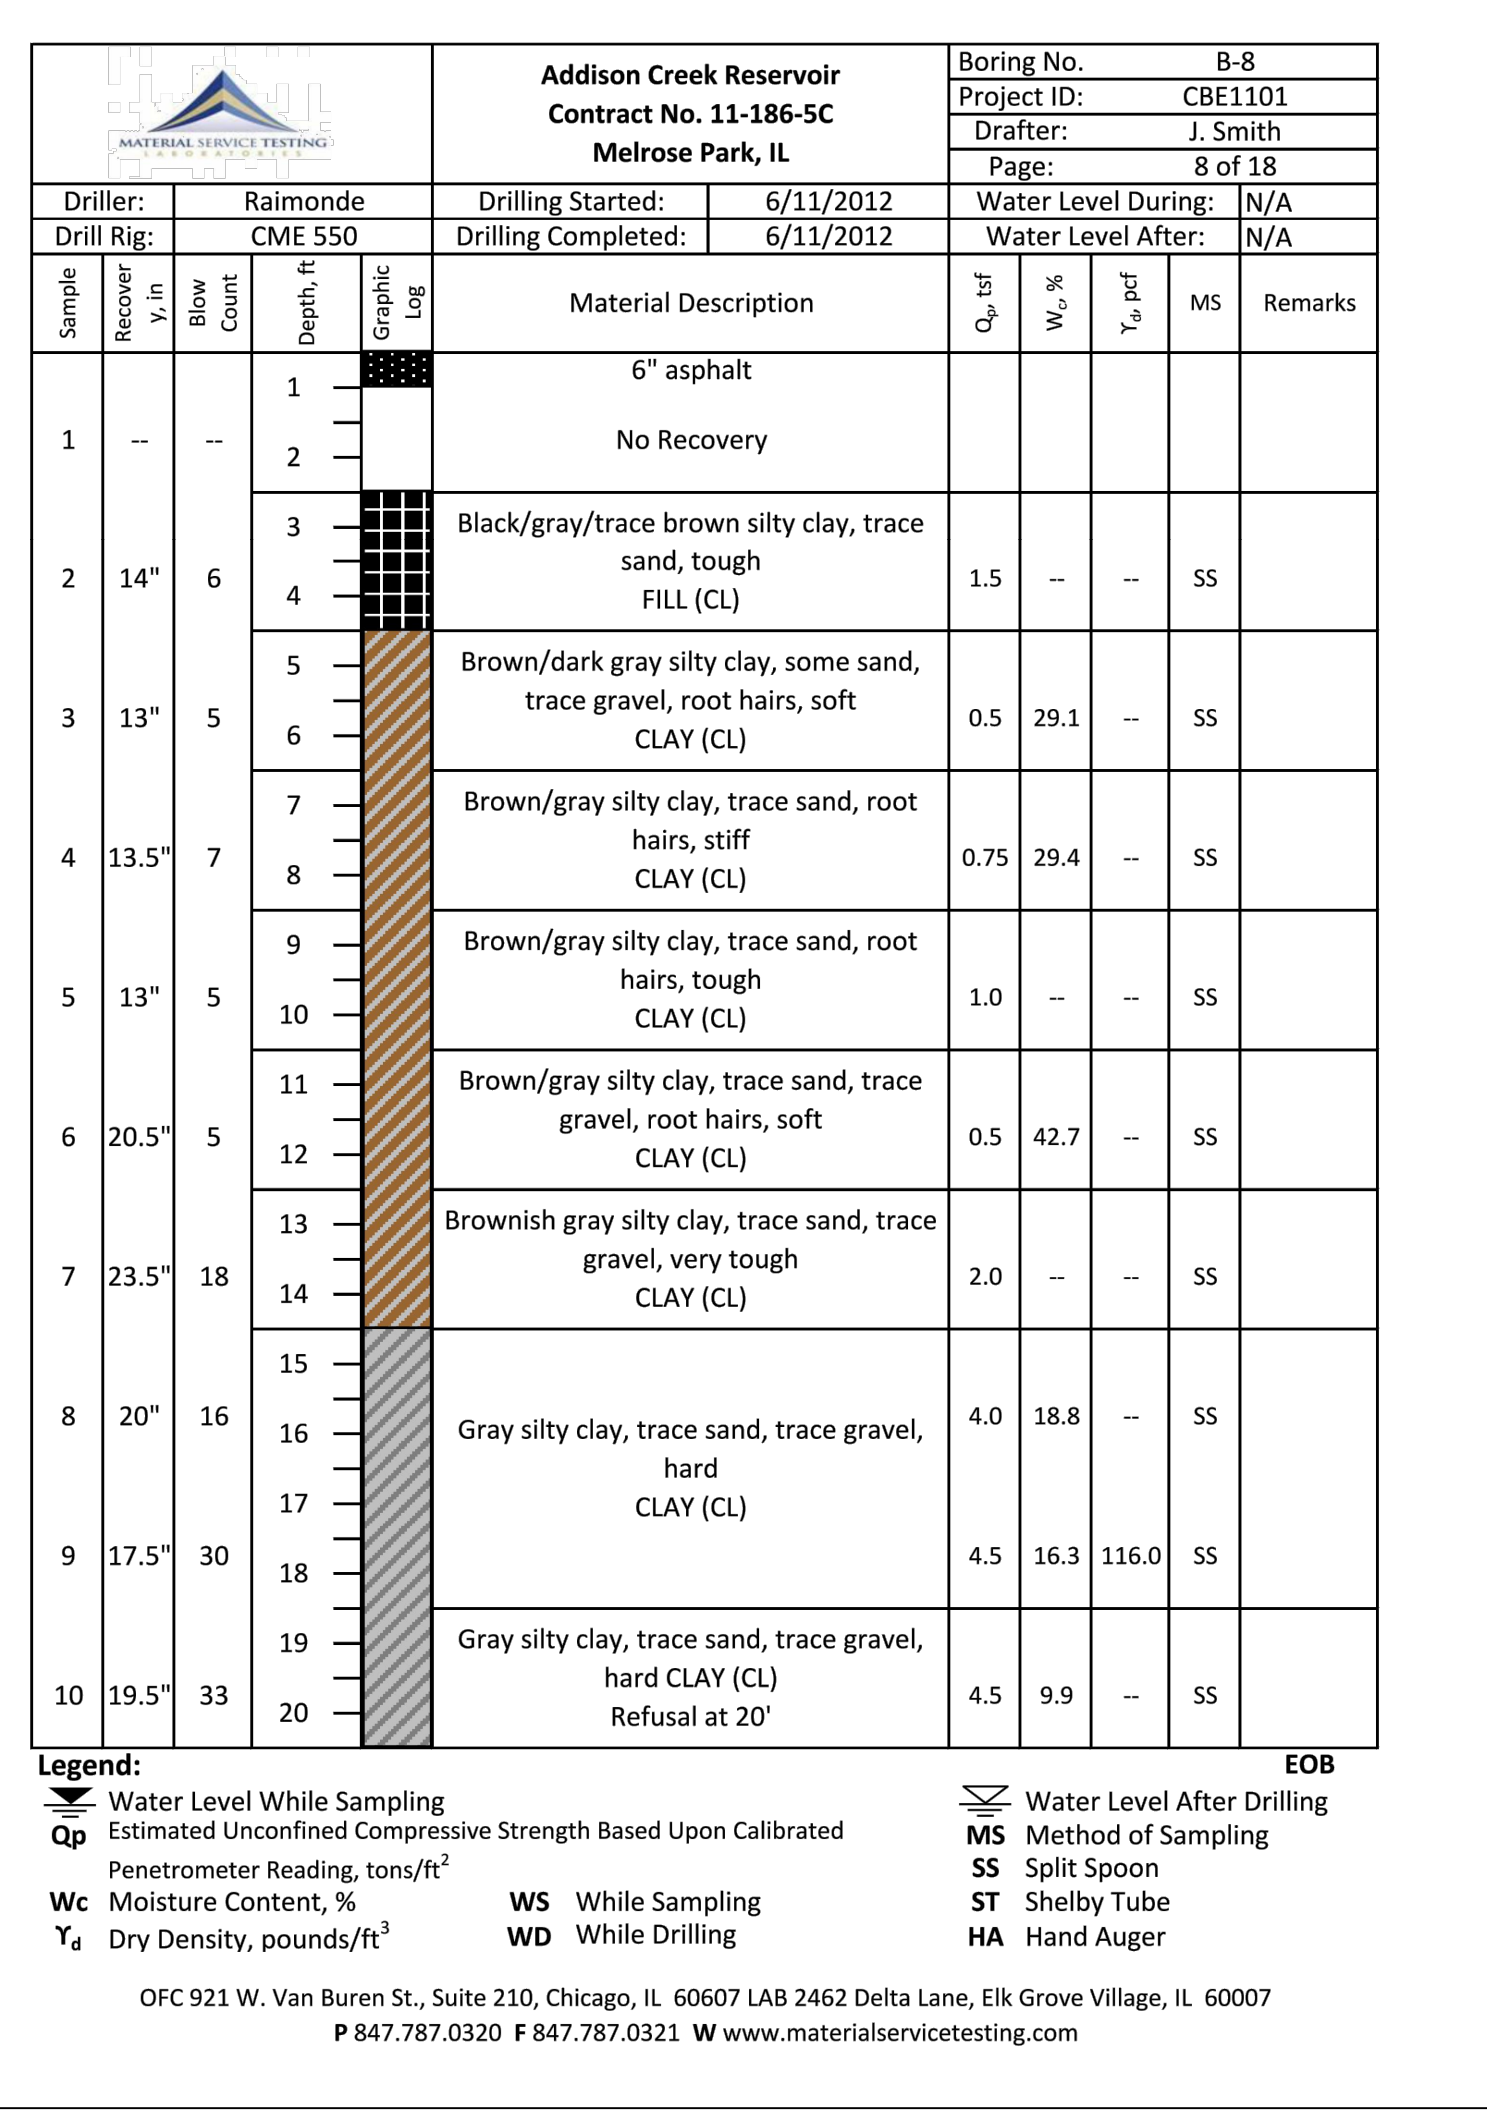 MATERIAL SERVICE TESTING
LABORATORIES
Addison Creek Reservoir
Contract No. 11-186-5C
Melrose Park, IL
Boring No. B-8
Project ID: CBE1101
Drafter: J. Smith
Page: 8 of 18
Driller: Raimonde Drilling Started: 6/11/2012 Water Level During: N/A
Drill Rig: CME 550 Drilling Completed: 6/11/2012 Water Level After: N/A
Sample
Recover
y, in
Blow
Count
Depth, ft
Graphic
Log
Material Description
Qp, tsf
Wc, %
ϒd, pcf
MS
Remarks
6" asphalt
1
1 -- -- No Recovery
2
3 Black/gray/trace brown silty clay, trace
sand, tough
2 14" 6 1.5 -- -- SS
4 FILL (CL)
5 Brown/dark gray silty clay, some sand,
trace gravel, root hairs, soft
3 13" 5 0.5 29.1 -- SS
6 CLAY (CL)
7 Brown/gray silty clay, trace sand, root
hairs, stiff
4 13.5" 7 0.75 29.4 -- SS
8 CLAY (CL)
9 Brown/gray silty clay, trace sand, root
hairs, tough
5 13" 5 1.0 -- -- SS
10 CLAY (CL)
11 Brown/gray silty clay, trace sand, trace
gravel, root hairs, soft
6 20.5" 5 0.5 42.7 -- SS
12 CLAY (CL)
13 Brownish gray silty clay, trace sand, trace
gravel, very tough
7 23.5" 18 2.0 -- -- SS
14 CLAY (CL)
15
8 20" 16 4.0 18.8 -- SS
16 Gray silty clay, trace sand, trace gravel,
hard
17 CLAY (CL)
9 17.5" 30 4.5 16.3 116.0 SS
18
19 Gray silty clay, trace sand, trace gravel,
hard CLAY (CL)
10 19.5" 33 4.5 9.9 -- SS
20 Refusal at 20'
Legend: EOB
Water Level While Sampling
Qp Estimated Unconfined Compressive Strength Based Upon Calibrated
Penetrometer Reading, tons/ft2
Wc Moisture Content, %
ϒd Dry Density, pounds/ft3
WS While Sampling
WD While Drilling
Water Level After Drilling
MS Method of Sampling
SS Split Spoon
ST Shelby Tube
HA Hand Auger
OFC 921 W. Van Buren St., Suite 210, Chicago, IL 60607 LAB 2462 Delta Lane, Elk Grove Village, IL 60007
P 847.787.0320 F 847.787.0321 W www.materialservicetesting.com